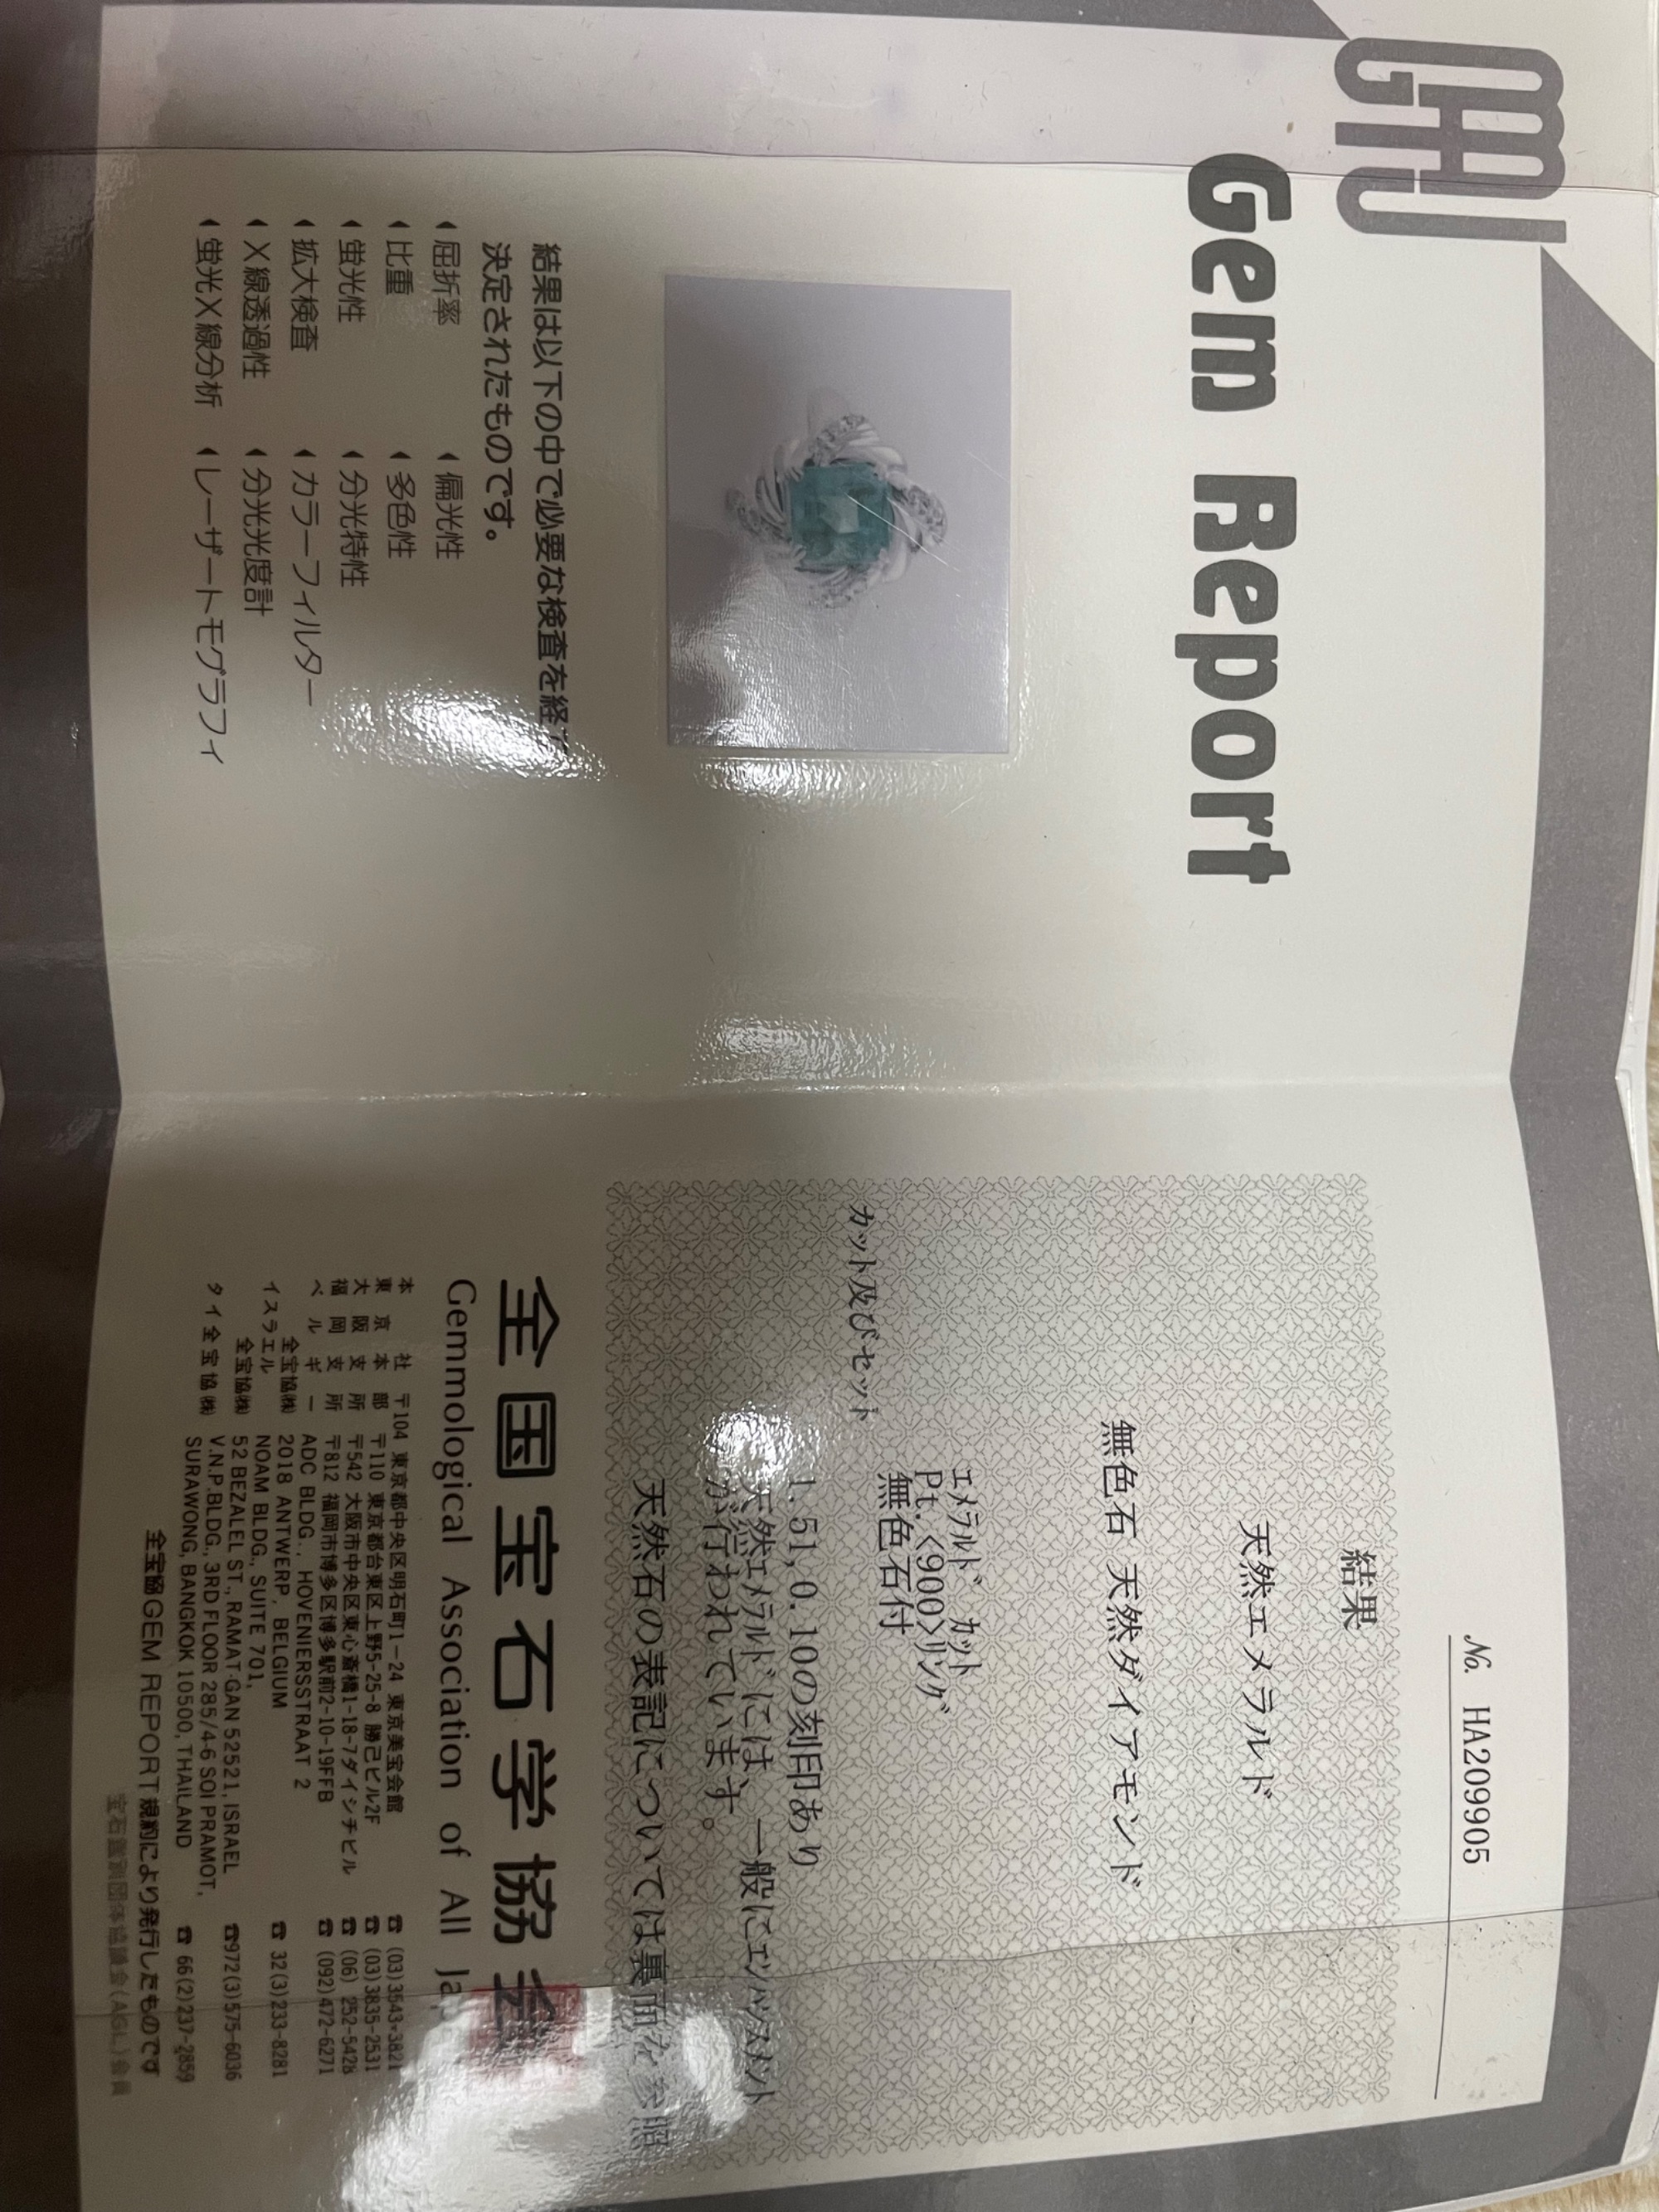 GAAJ
Gem Report
結果は以下の中で必要な検査を経て
決定されたものです。
屈折率 偏光性
比重 多色性
蛍光性 分光特性
拡大検査 カラーフィルター
X線透過性 分光光度計
蛍光X線分析 レーザートモグラフィ
No. HA209905
結果
天然エメラルド
無色石 天然ダイアモンド
エメラルド カット
Pt.〈900〉リング
カット及びセット 無色石付
1.51,0.10の刻印あり
天然エメラルドには、一般にエンハンスメント
が行われています。
天然石の表記については裏面を参照
全国宝石学協会
Gemmological Association of All
本社 〒104 東京都中央区明石町1-24 東京美宝会館 ☎ (03)3543-3821
東京本部 〒110 東京都台東区上野5-25-8 勝己ビル2F ☎ (03)3835-2531
大阪支所 〒542 大阪市中央区東心斎橋1-18-7ダイシチビル ☎ (06) 252-5428
福岡支所 〒812 福岡市博多区博多駅前2-10-19FFB ☎ (092)472-6271
ベルギー ADC BLDG., HOVENIERSSTRAAT 2
全宝協㈱ 2018 ANTWERP, BELGIUM ☎ 32(3)233-8281
イスラエル NOAM BLDG., SUITE 701,
全宝協㈱ 52 BEZALEL ST., RAMAT GAN 52521, ISRAEL ☎972(3)575-6036
タイ全宝協㈱ V.N.P.BLDG., 3RD FLOOR 285/4-6 SOI PRAMOT,
SURAWONG, BANGKOK 10500, THAILAND ☎ 66(2)237-2859
全宝協GEM REPORT規約により発行したものです
宝石鑑別団体協議会(AGL)会員